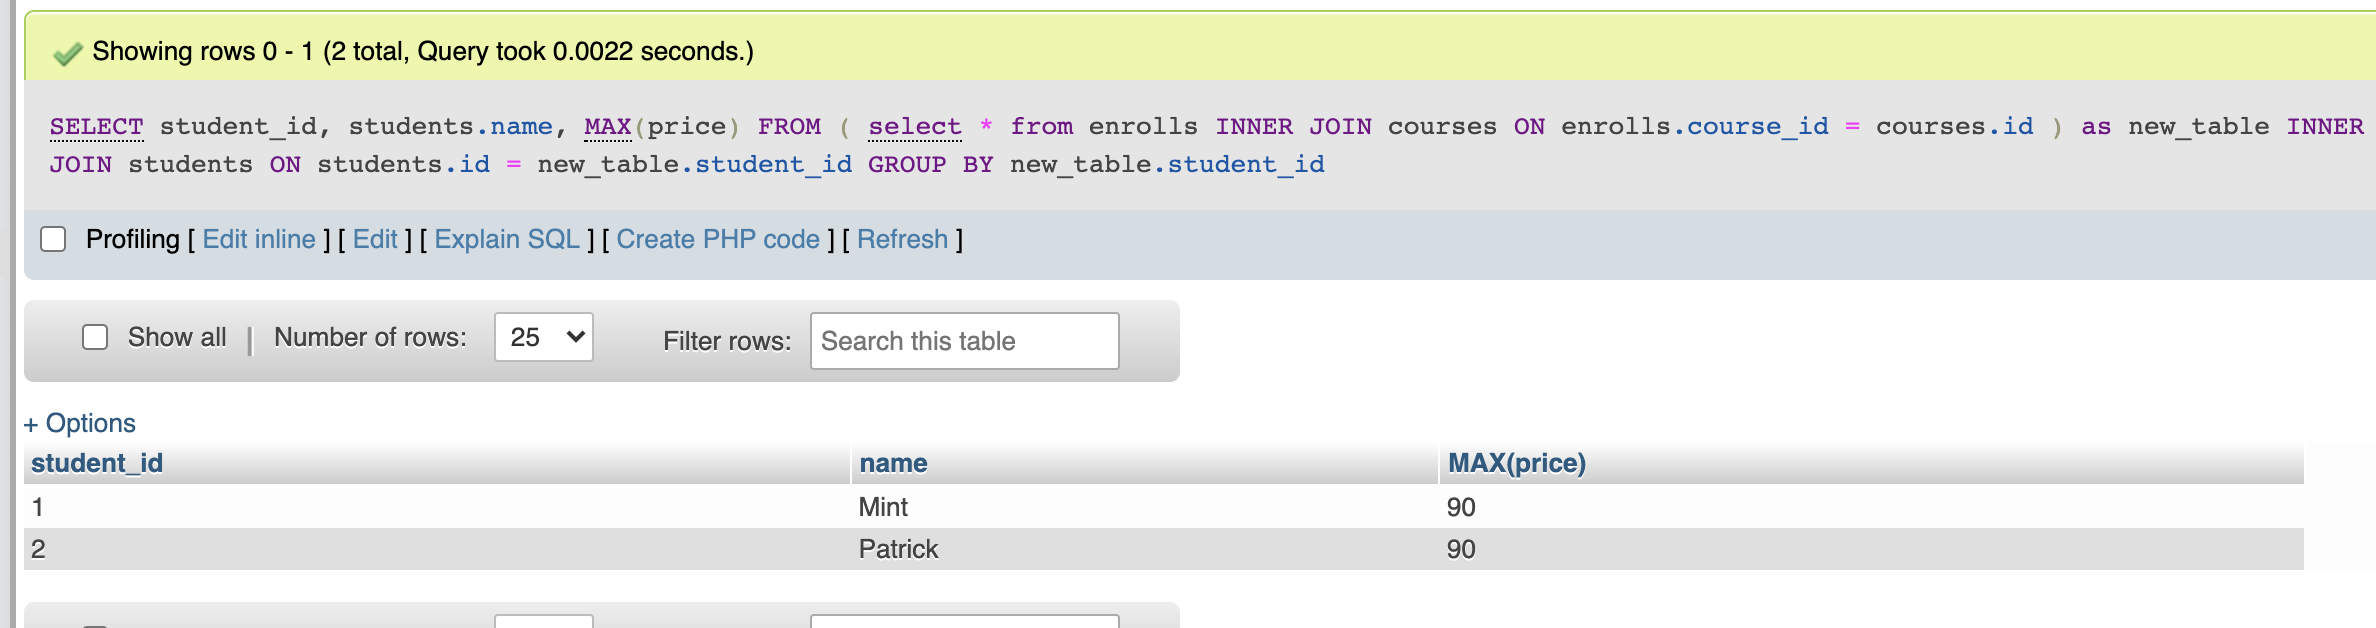 Showing rows 0 - 1 (2 total, Query took 0.0022 seconds.)
SELECT student_id, students.name, MAX(price) FROM ( select * from enrolls INNER JOIN courses ON enrolls.course_id = courses.id ) as new_table INNER
JOIN students ON students.id = new_table.student_id GROUP BY new_table.student_id
Profiling [ Edit inline ] [ Edit ] [ Explain SQL ] [ Create PHP code ] [ Refresh ]
Show all | Number of rows: 25 Filter rows: Search this table
+ Options
student_id name MAX(price)
1 Mint 90
2 Patrick 90